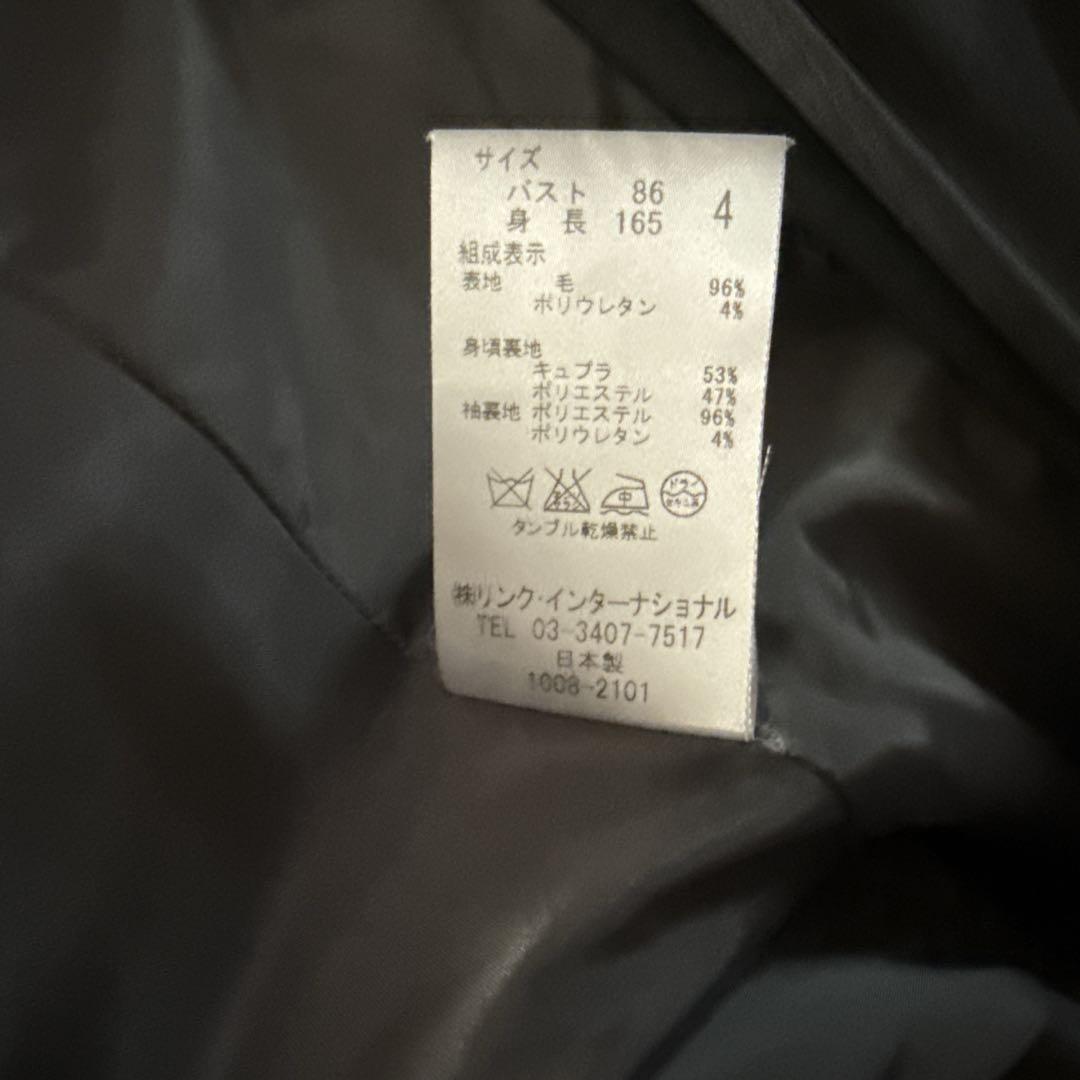 サイズ
バスト 86 4
身 長 165
組成表示
表地 毛 96%
ポリウレタン 4%
身頃裏地
キュプラ 53%
ポリエステル 47%
袖裏地 ポリエステル 96%
ポリウレタン 4%
中 ドライ
タンブル乾燥禁止
㈱リンク・インターナショナル
TEL 03-3407-7517
日本製
1008-2101